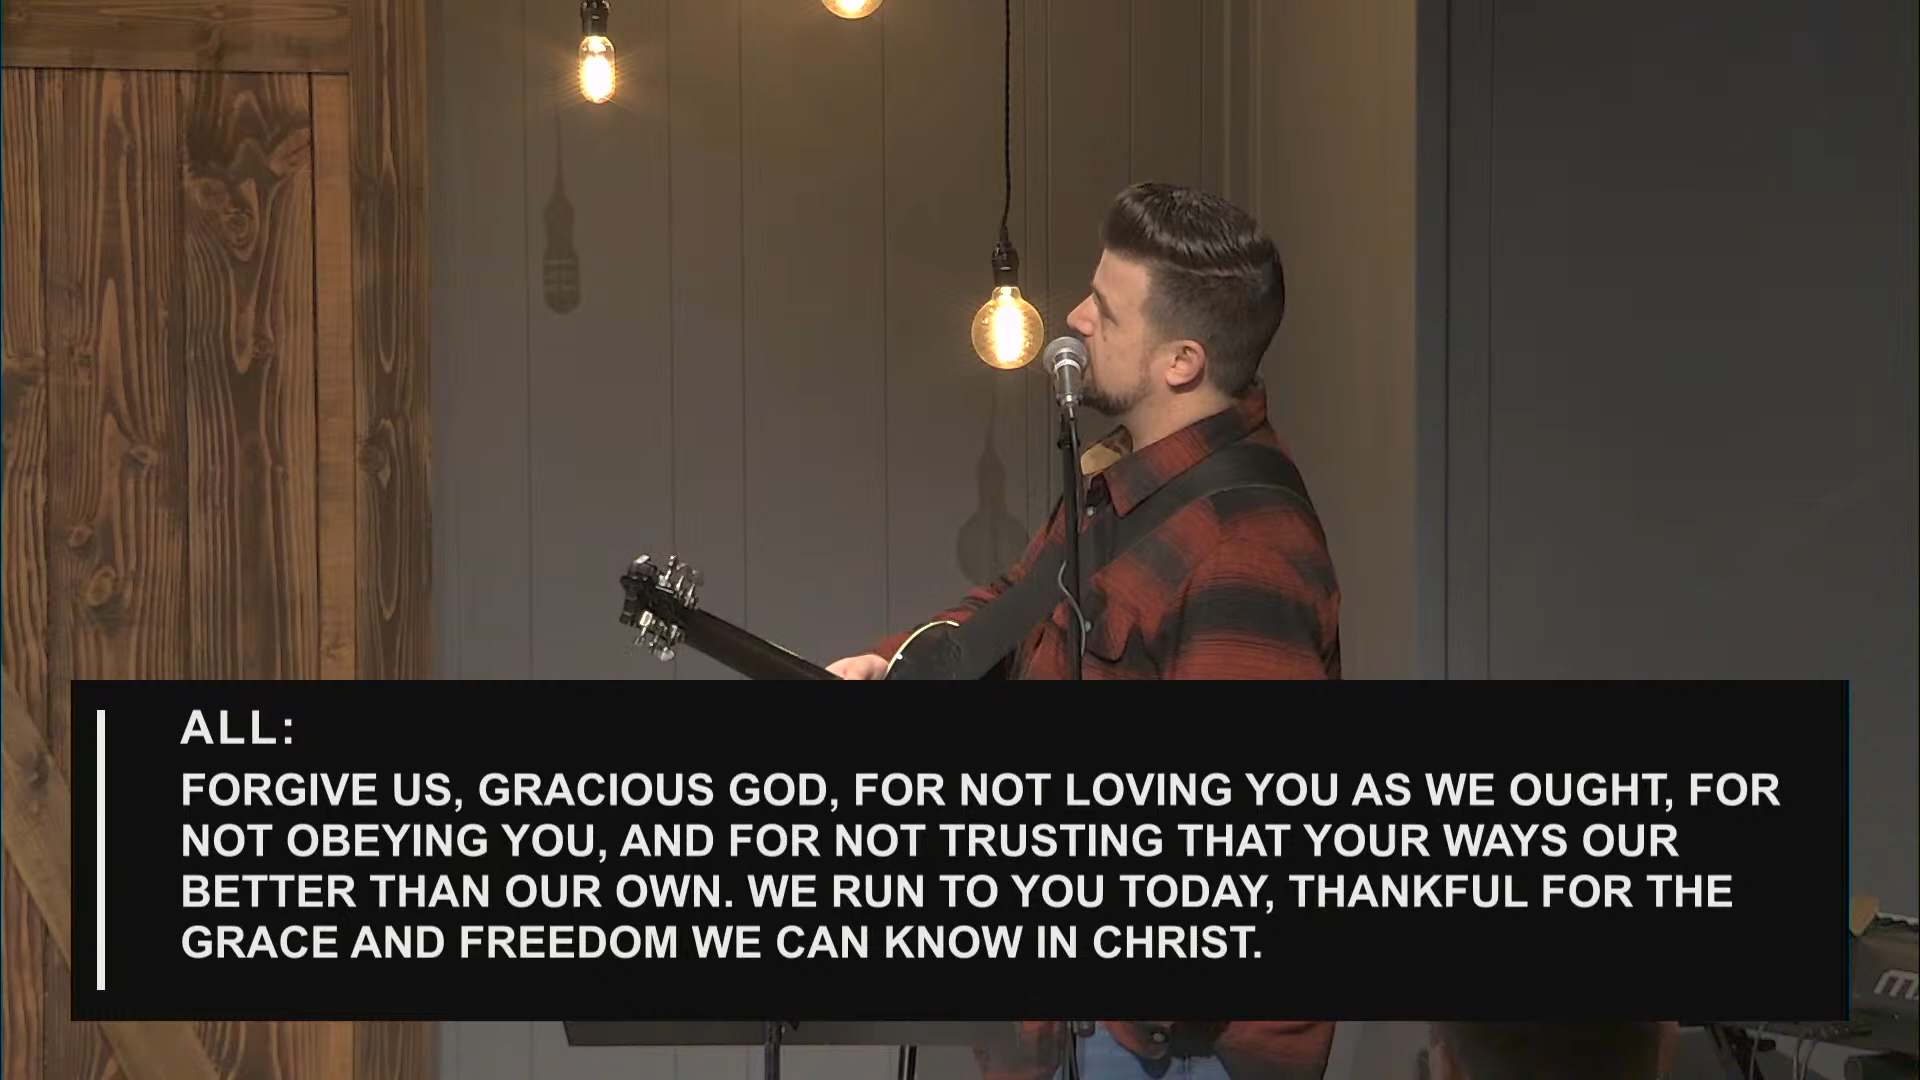 ALL:
FORGIVE US, GRACIOUS GOD, FOR NOT LOVING YOU AS WE OUGHT, FOR
NOT OBEYING YOU, AND FOR NOT TRUSTING THAT YOUR WAYS OUR
BETTER THAN OUR OWN. WE RUN TO YOU TODAY, THANKFUL FOR THE
GRACE AND FREEDOM WE CAN KNOW IN CHRIST.